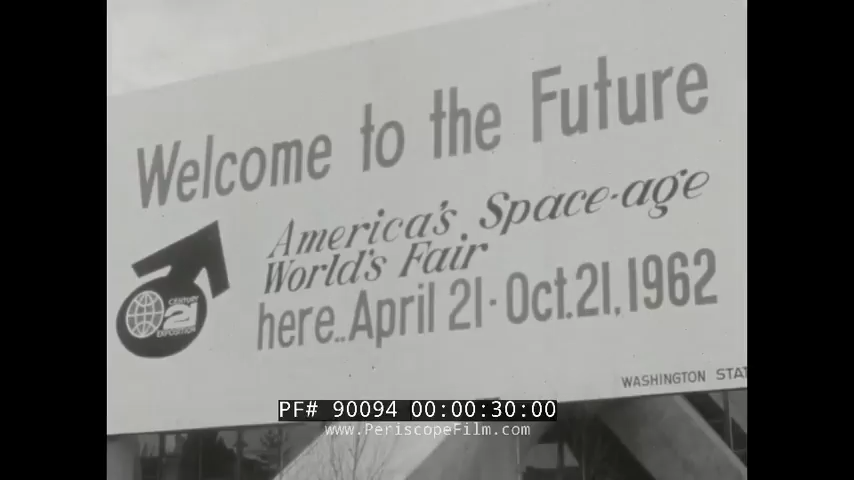 Welcome to the Future
America's Space-age
World's Fair
here..April 21-Oct.21,1962
CENTURY
21
EXPOSITION
WASHINGTON STAT
PF# 90094 00:00:30:00
www.PeriscopeFilm.com